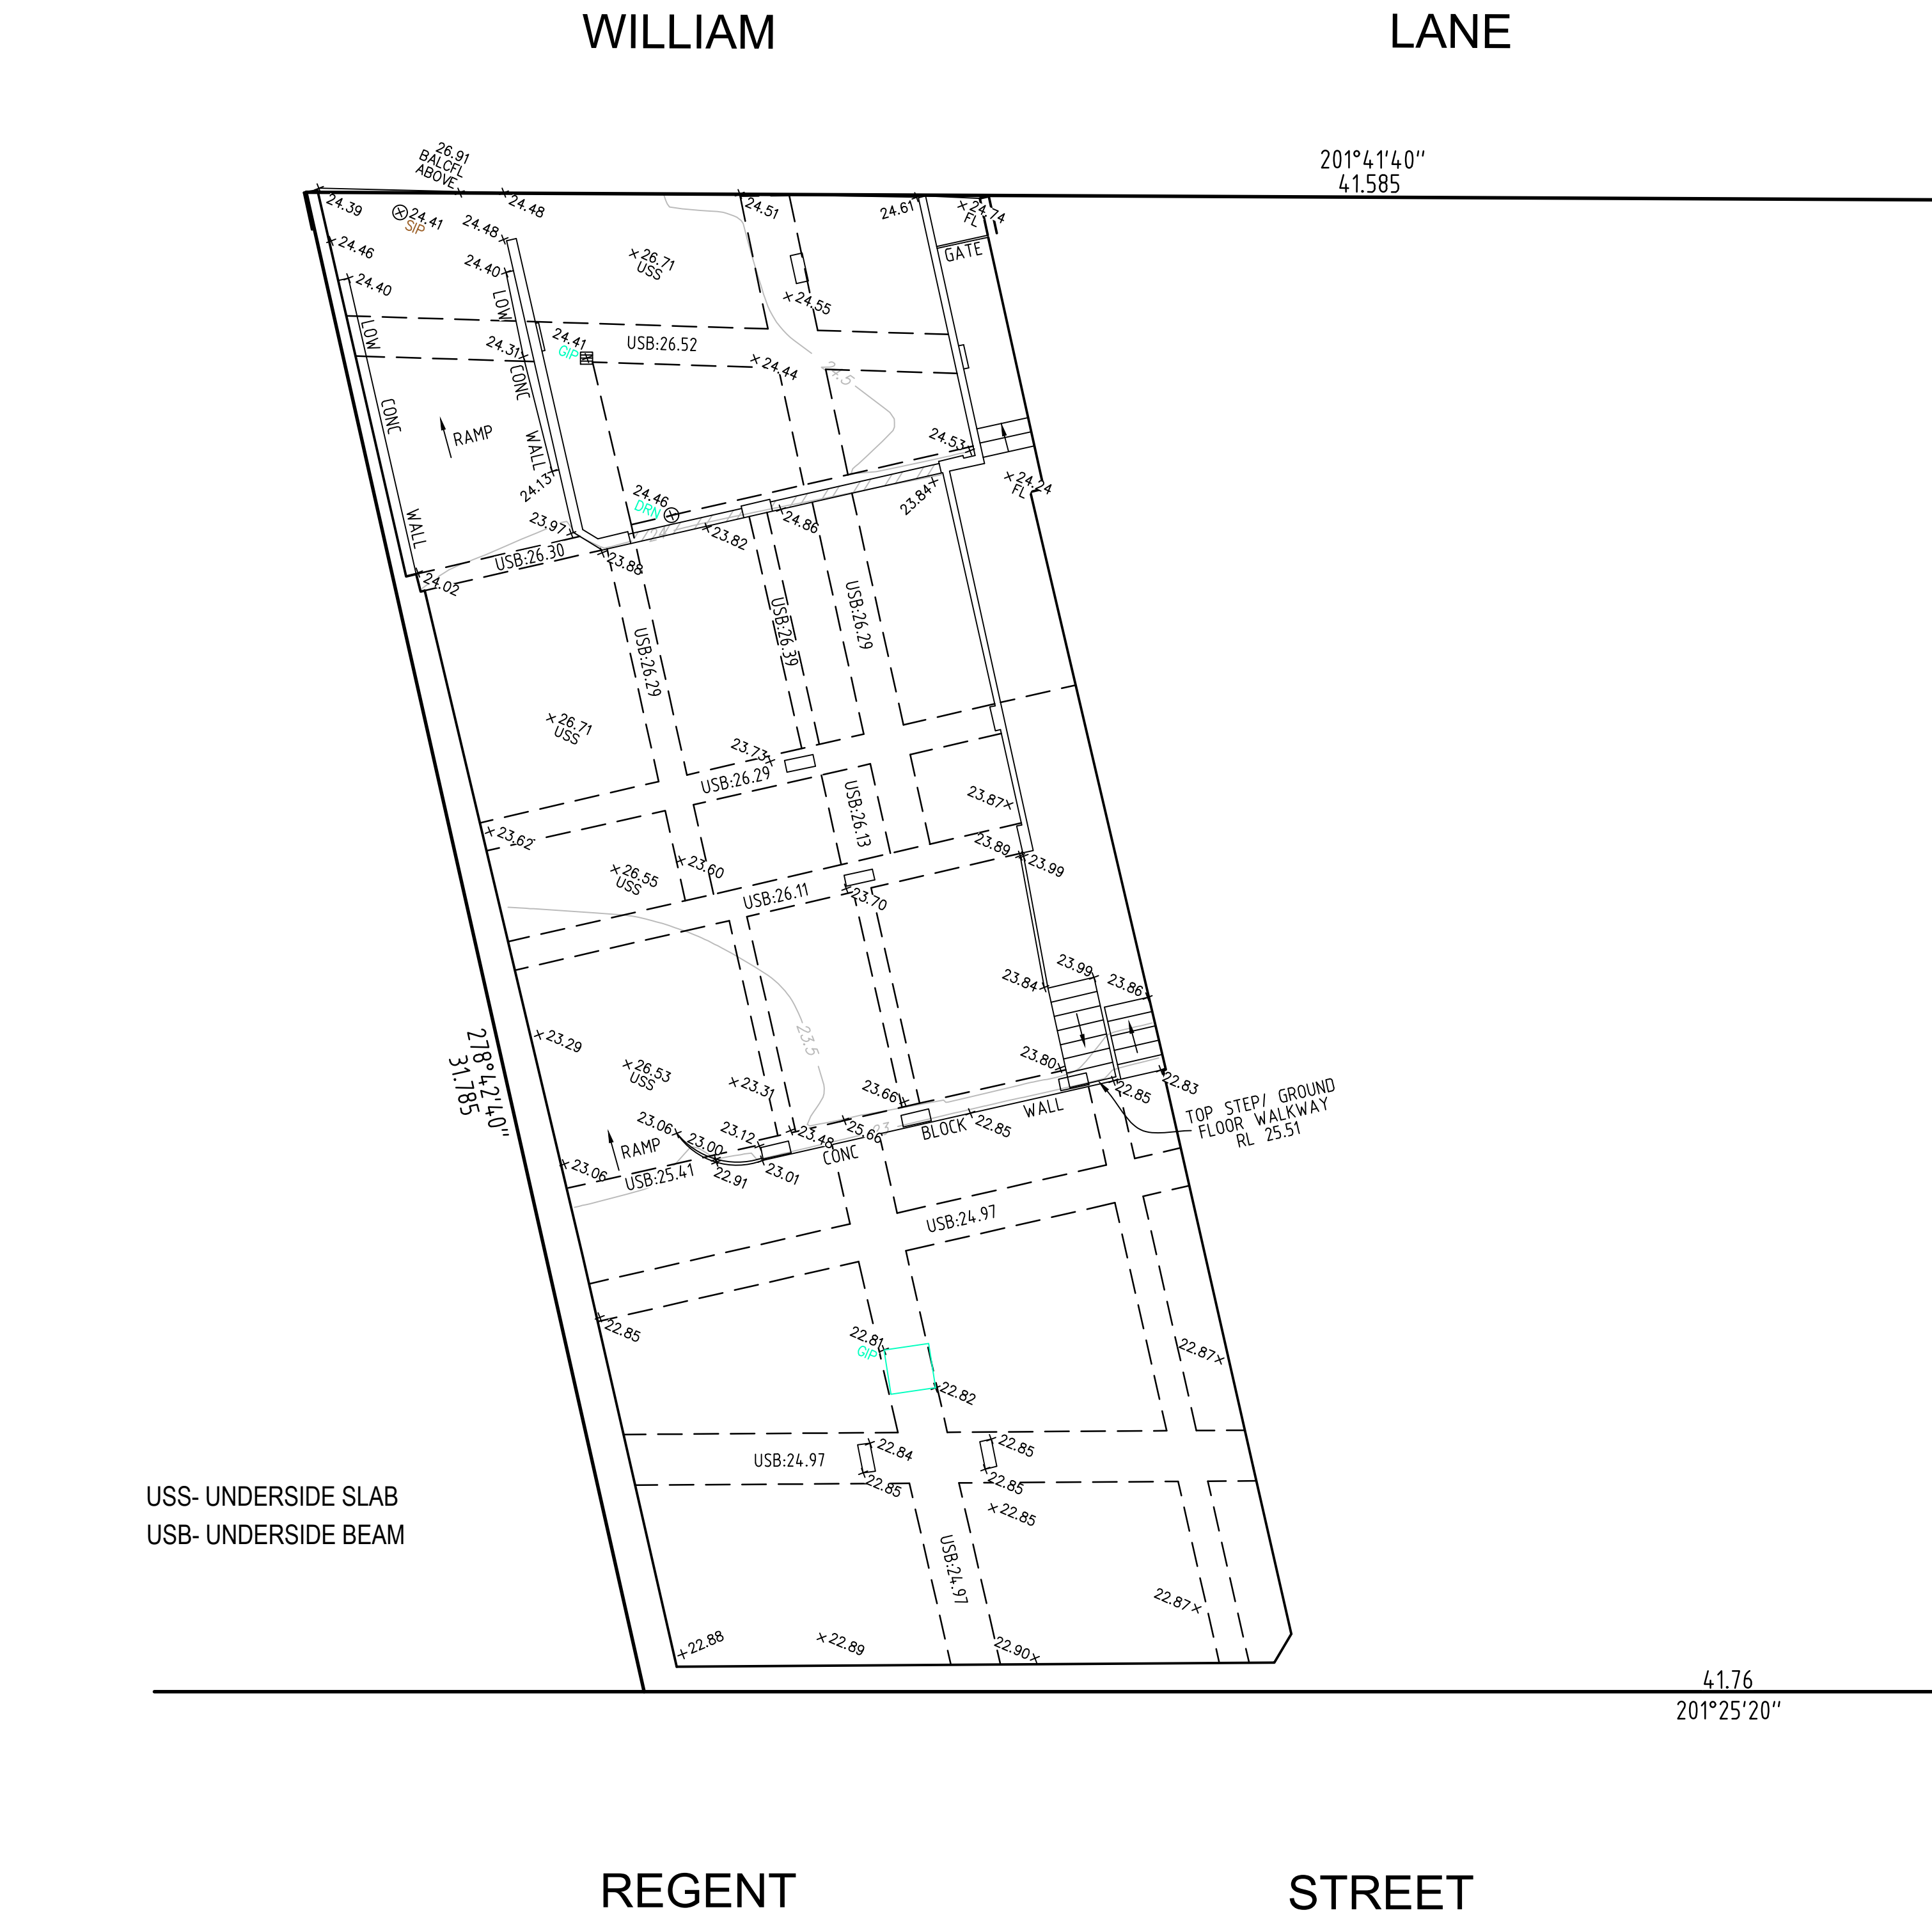 WILLIAM LANE
201°41'40"
41.585
26.91
BALCFL
ABOVE
24.39
24.41
SIP
24.48
24.48
24.51
24.61
24.74
FL
GATE
24.46
24.40
24.40
26.71
USS
24.55
LOW
LOW
24.31
24.41
GIP
USB:26.52
24.44
24.5
CONC
CONC
RAMP
WALL
24.53
24.24
FL
24.13
24.46
DRN
24.86
23.84
WALL
23.97
24
23.82
USB:26.30
23.88
24.02
USB:26.29
USB:26.39
USB:26.29
26.71
USS
23.73
USB:26.29
USB:26.13
23.87
23.62
23.89
23.99
26.55
USS
23.60
USB:26.11
23.70
23.84
23.99
23.86
23.29
23.5
26.53
USS
23.31
23.80
278°42'40"
31.785
23.66
22.85
22.83
TOP STEP/ GROUND
FLOOR WALKWAY
RL 25.51
23.06
23.00
23.12
23.48
25.66
23
BLOCK
22.85
WALL
RAMP
CONC
23.06
USB:25.41
22.91
23.01
USB:24.97
22.85
22.81
GIP
22.87
22.82
USB:24.97
22.84
22.85
22.85
22.85
22.85
USS- UNDERSIDE SLAB
USB- UNDERSIDE BEAM
USB:24.97
22.87
22.88
22.89
22.90
41.76
201°25'20"
REGENT STREET